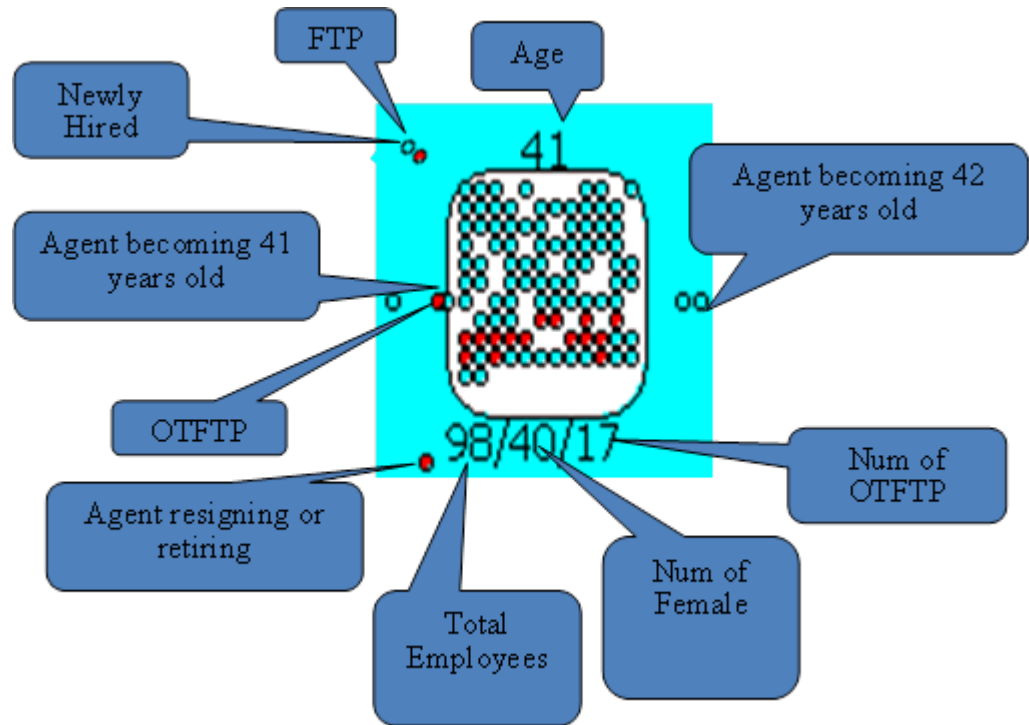 FTP
Age
Newly
Hired
41
Agent becoming 42
years old
Agent becoming 41
years old
OTFTP
98/40/17
Num of
OTFTP
Agent resigning or
retiring
Num of
Female
Total
Employees